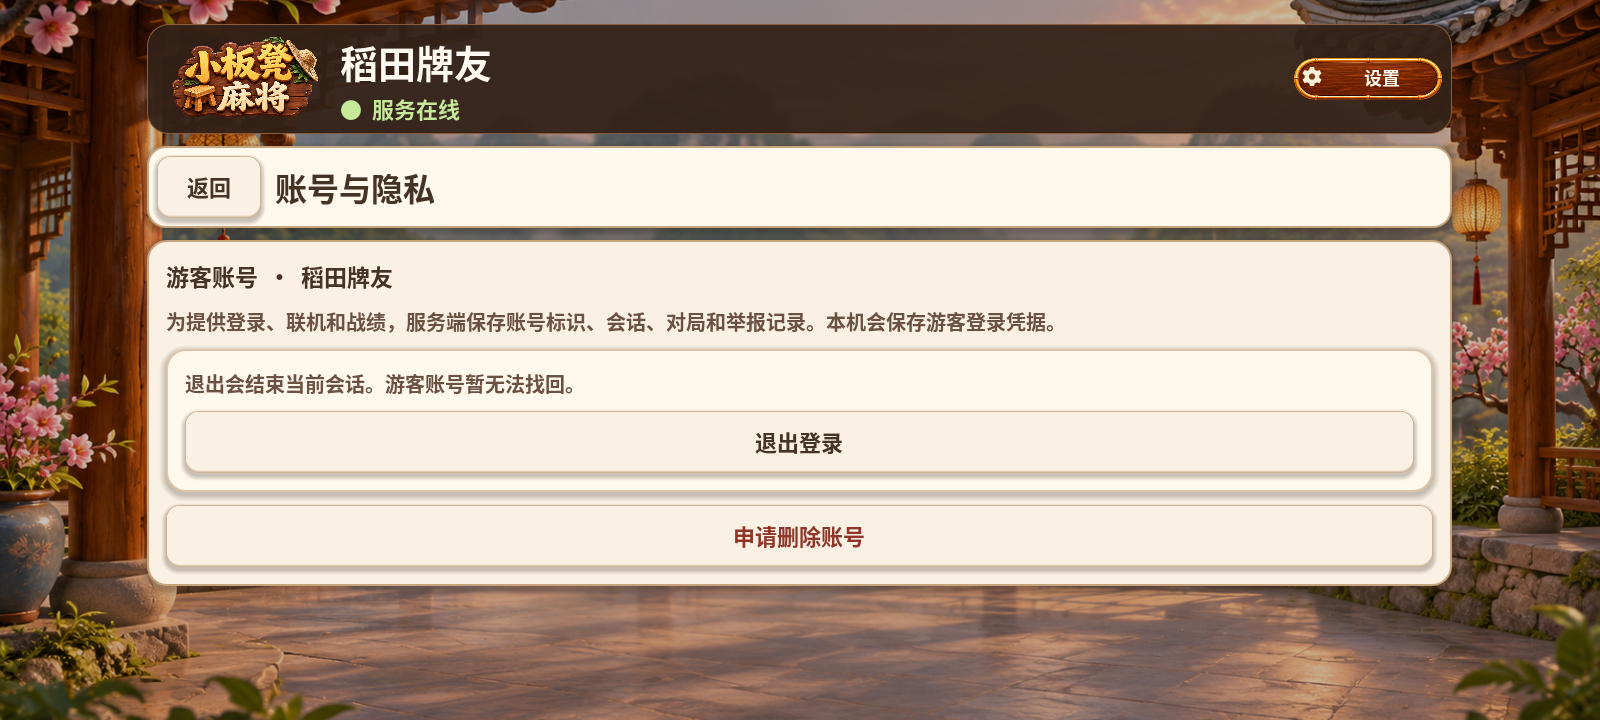 小板凳
麻将
稻田牌友
服务在线
设置
返回
账号与隐私
游客账号 · 稻田牌友
为提供登录、联机和战绩，服务端保存账号标识、会话、对局和举报记录。本机会保存游客登录凭据。
退出会结束当前会话。游客账号暂无法找回。
退出登录
申请删除账号